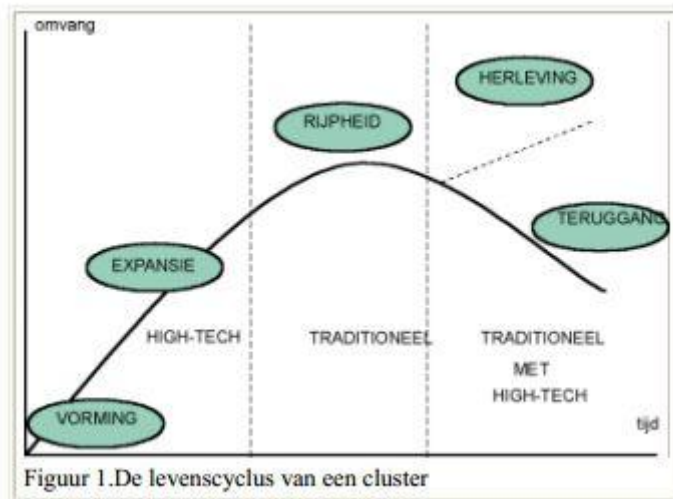 omvang
HERLEVING
RIJPHEID
TERUGGANG
EXPANSIE
HIGH-TECH
TRADITIONEEL
TRADITIONEEL
MET
HIGH-TECH
VORMING
tijd
Figuur 1.De levenscyclus van een cluster